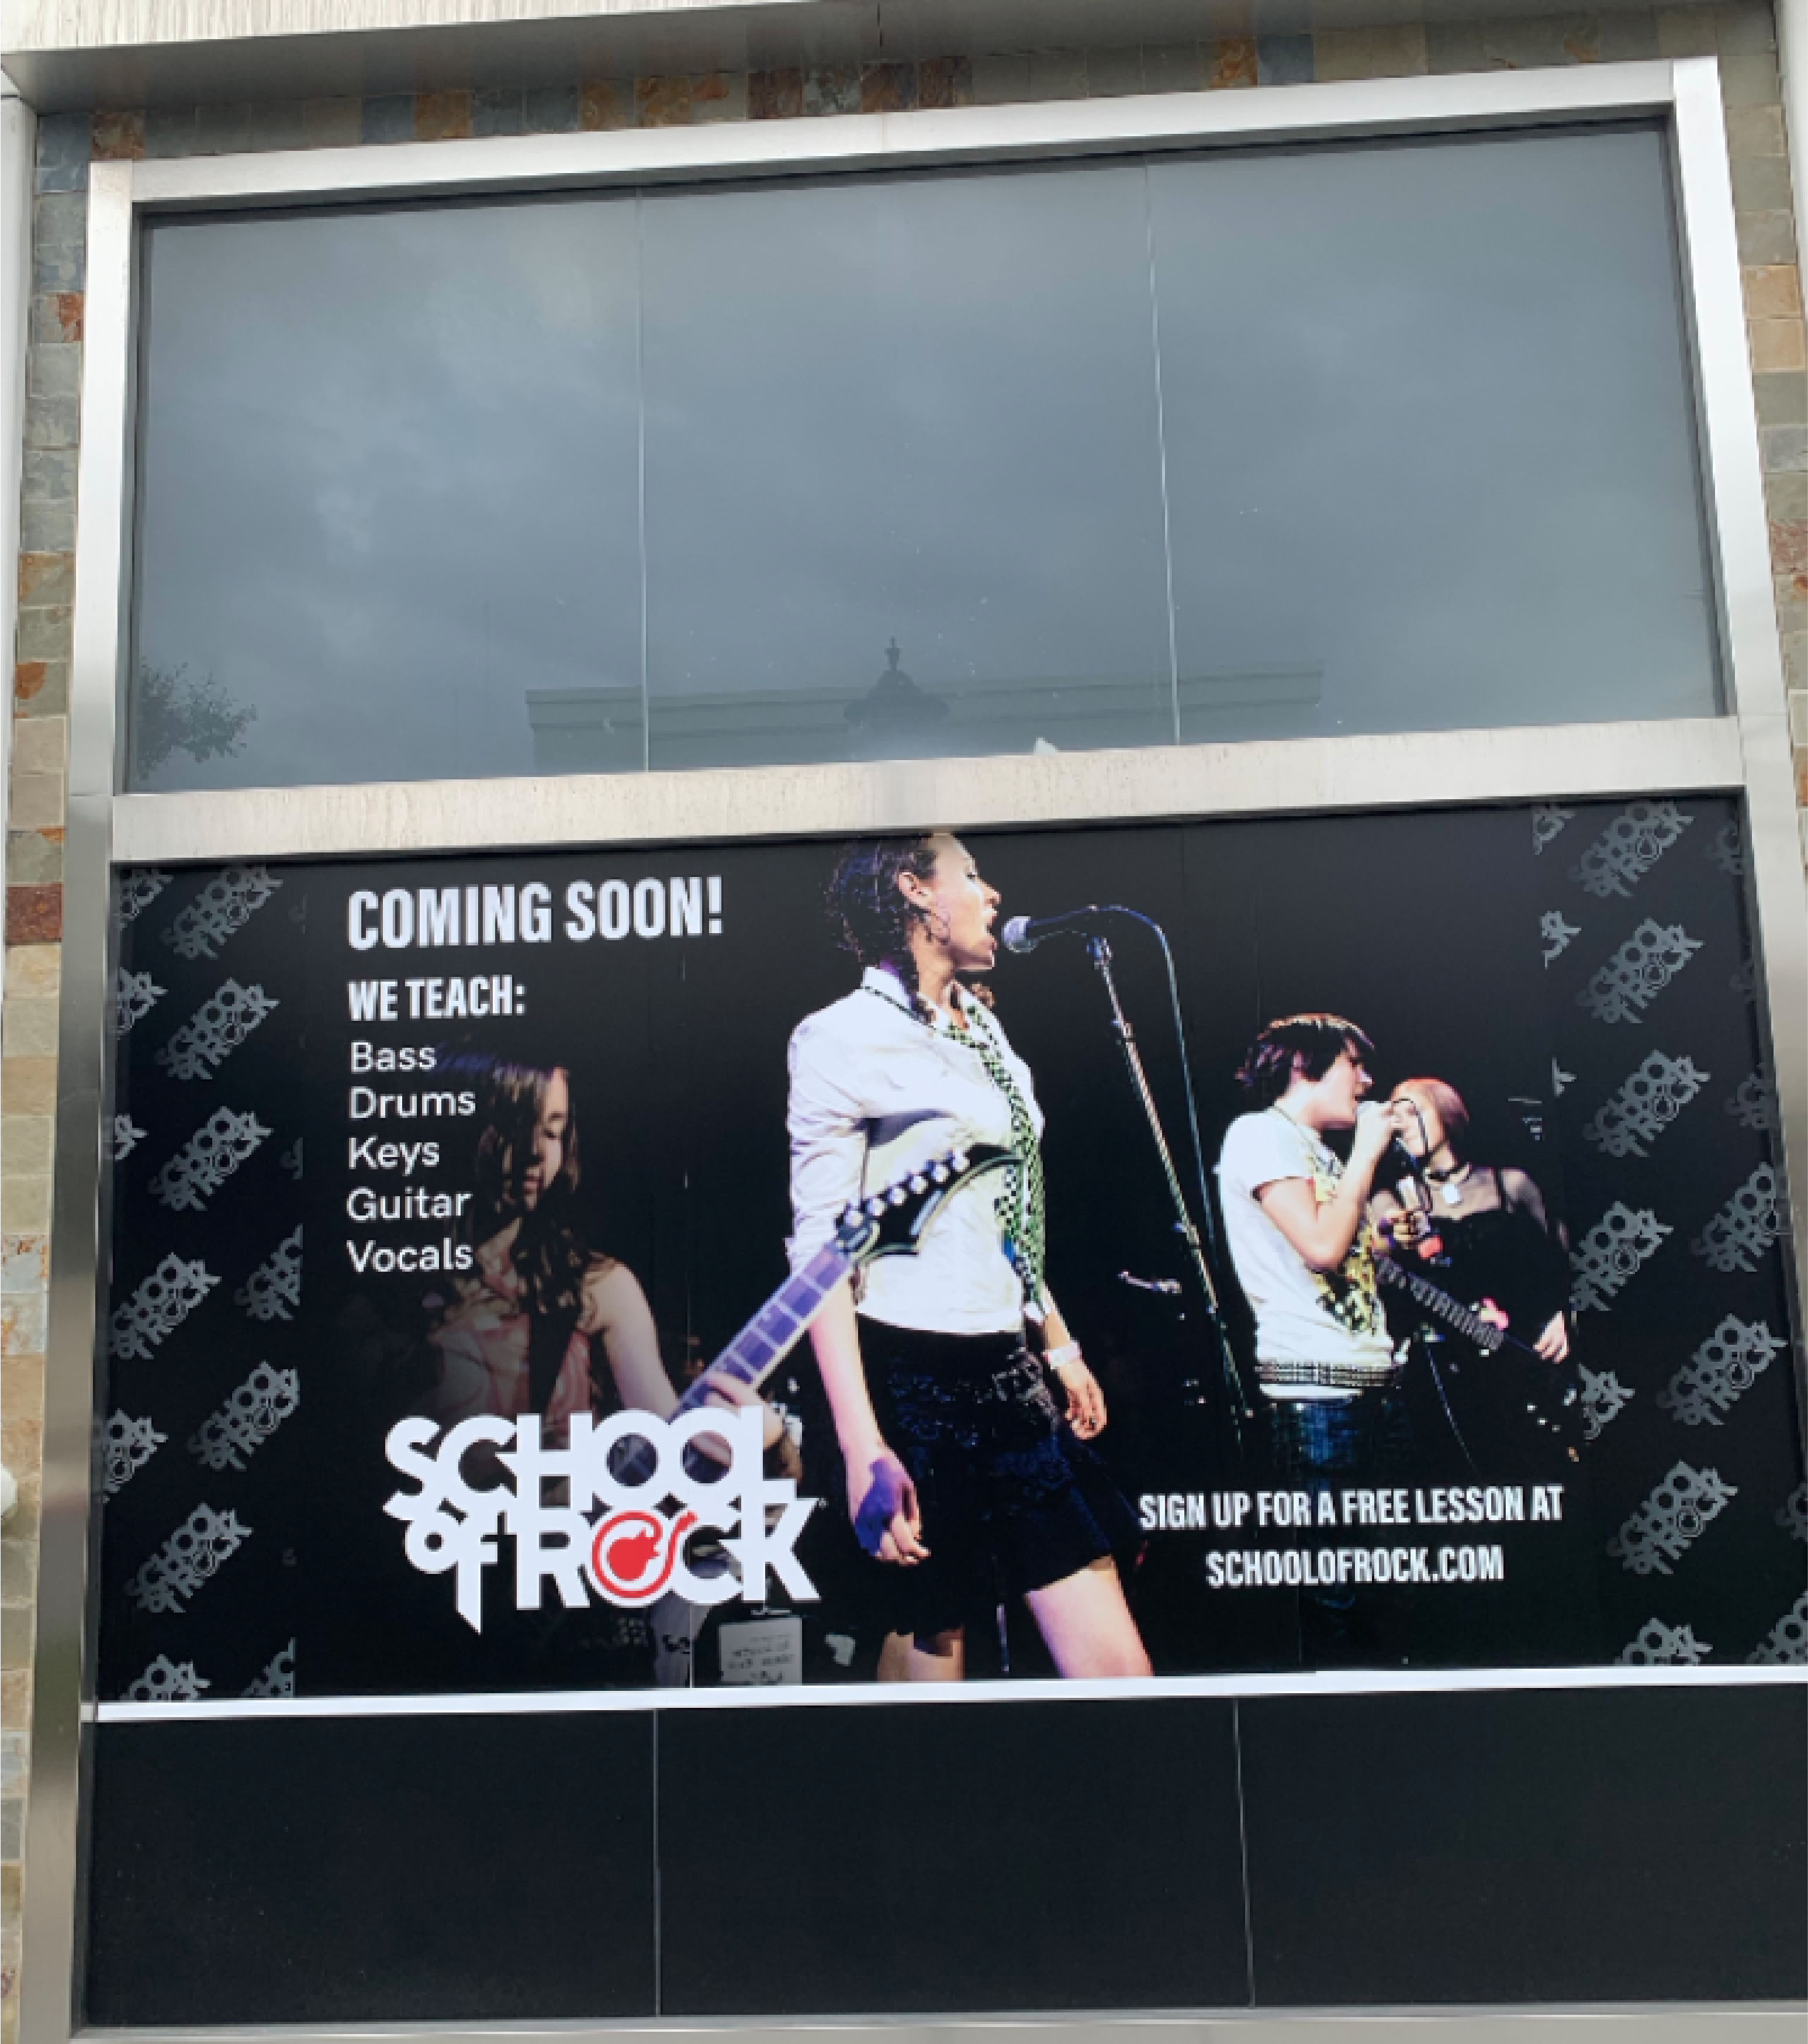 COMING SOON!
WE TEACH:
Bass
Drums
Keys
Guitar
Vocals
SCHOOL
of ROCK
SIGN UP FOR A FREE LESSON AT
SCHOOLOFROCK.COM